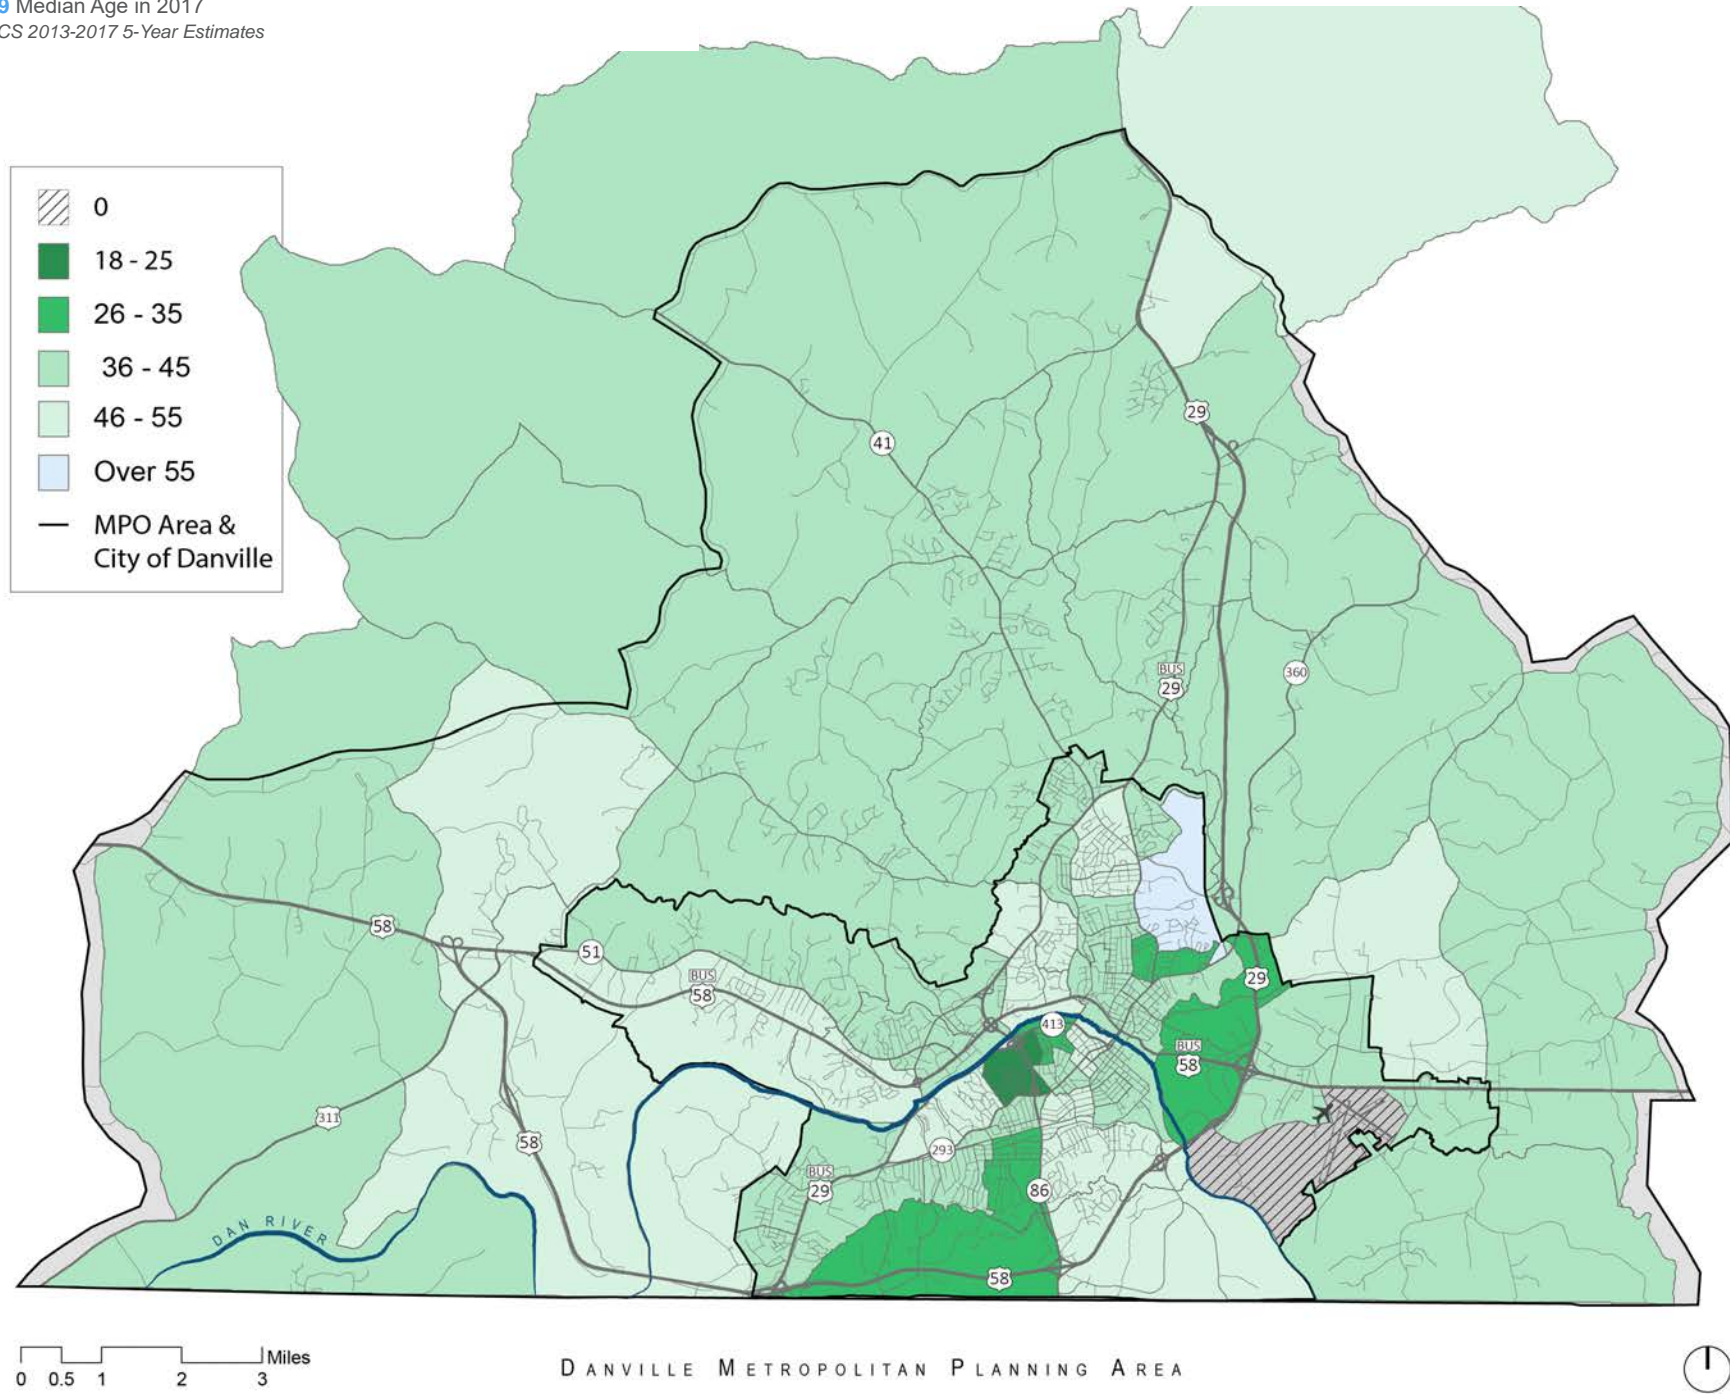 9 Median Age in 2017
CS 2013-2017 5-Year Estimates
0
18 - 25
26 - 35
36 - 45
46 - 55
Over 55
MPO Area &
City of Danville
29
41
BUS
29
360
58
51
BUS
58
29
413
BUS
58
311
58
293
BUS
29
86
DAN RIVER
58
0 0.5 1 2 3 Miles
DANVILLE METROPOLITAN PLANNING AREA